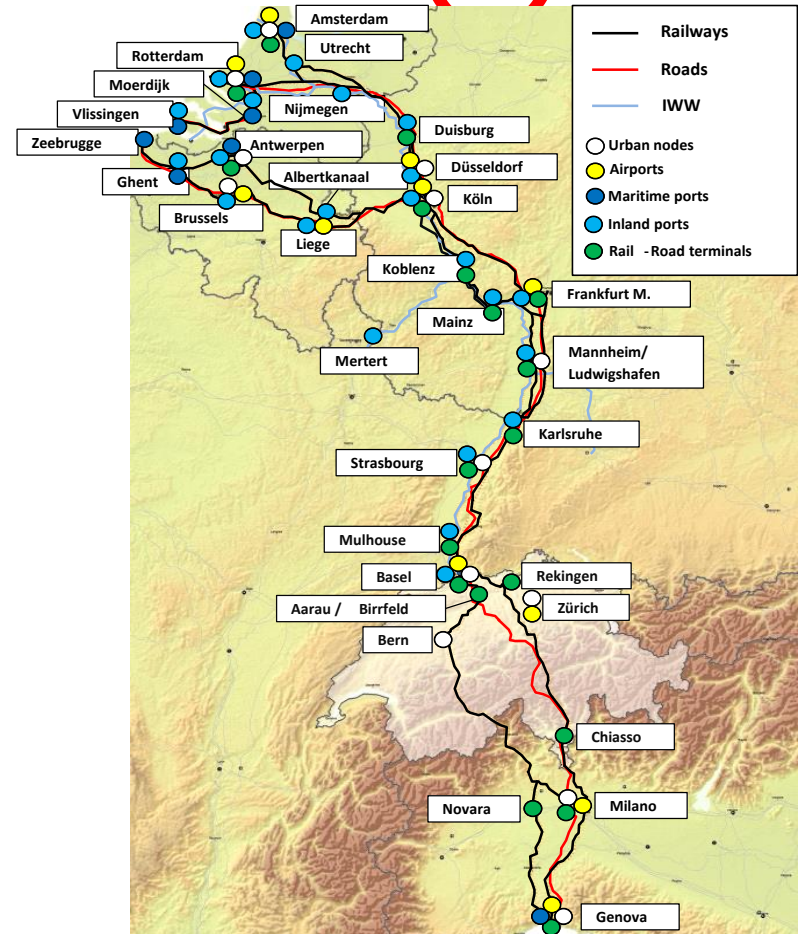 Amsterdam
Utrecht
Rotterdam
Moerdijk
Nijmegen
Vlissingen
Zeebrugge
Antwerpen
Duisburg
Albertkanaal
Düsseldorf
Ghent
Köln
Brussels
Liege
Koblenz
Frankfurt M.
Mainz
Mertert
Mannheim/
Ludwigshafen
Karlsruhe
Strasbourg
Mulhouse
Basel
Rekingen
Aarau / Birrfeld
Zürich
Bern
Chiasso
Novara
Milano
Genova
Railways
Roads
IWW
Urban nodes
Airports
Maritime ports
Inland ports
Rail -Road terminals